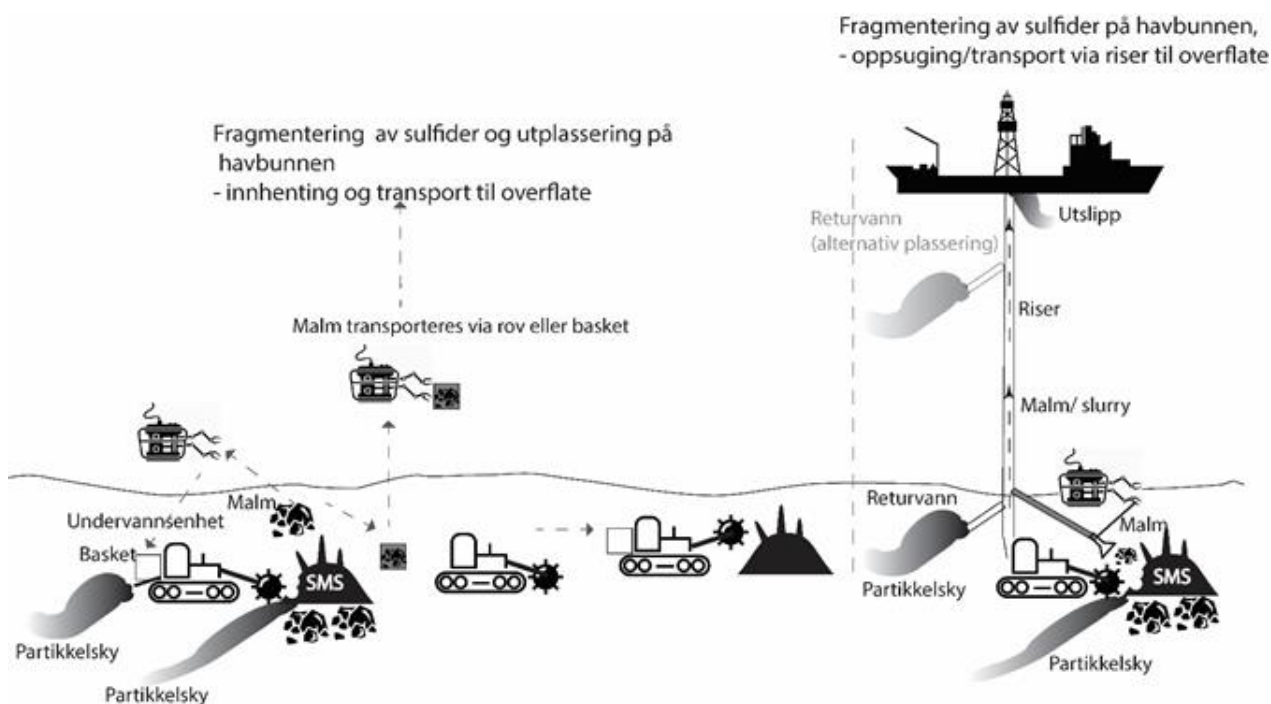 Fragmentering av sulfider og utplassering på
havbunnen
- innhenting og transport til overflate
Malm transporteres via rov eller basket
Malm
Undervannsenhet
Basket
SMS
Partikkelsky
Partikkelsky
Fragmentering av sulfider på havbunnen,
- oppsuging/transport via riser til overflate
Utslipp
Returvann
(alternativ plassering)
Riser
Malm/ slurry
Returvann
Malm
Partikkelsky
SMS
Partikkelsky